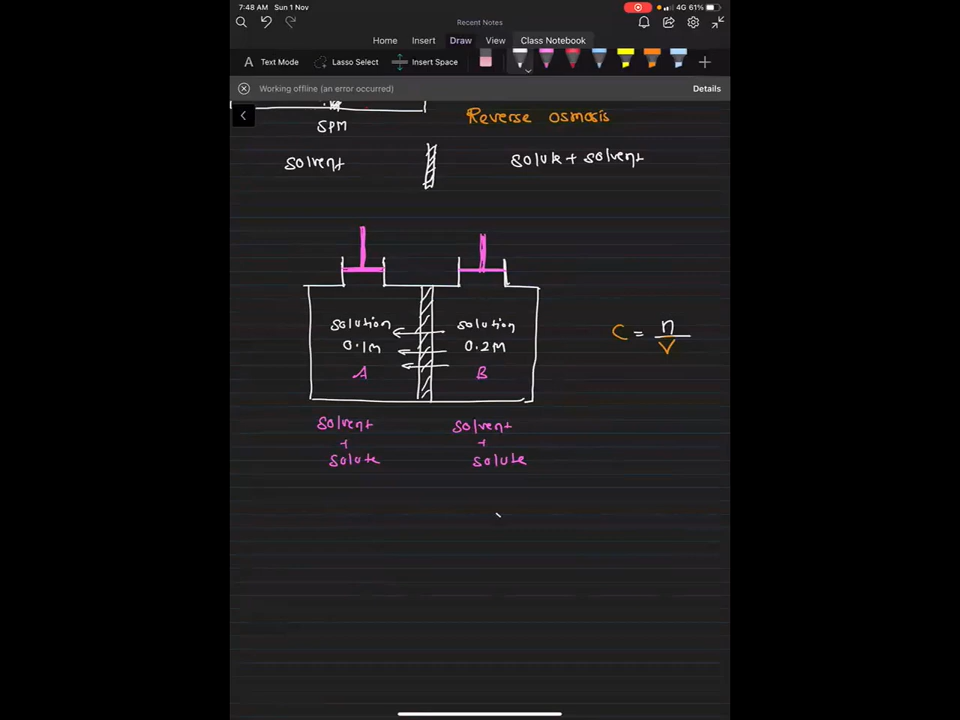 7:48 AM Sun 1 Nov
4G 61%
Recent Notes
Home Insert Draw View Class Notebook
Text Mode Lasso Select Insert Space
Working offline (an error occurred) Details
Reverse osmosis
SPM
solvent
solute + solvent
solution solution
0.1M 0.2M
A B
C = n/V
solvent solvent
+ +
solute solute